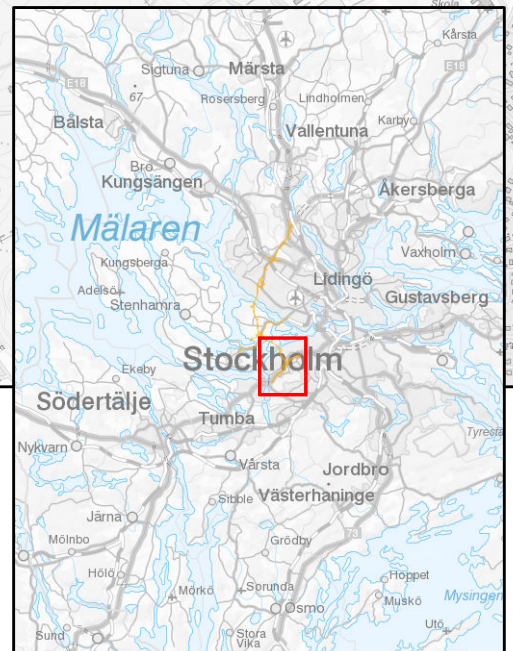 Skola
Kårsta
Sigtuna
Märsta
E18
E18
67
Rosersberg
Lindholmen
Bålsta
Vallentuna
Karby
Bro
Kungsängen
Åkersberga
Mälaren
Kungsberga
Vaxholm
Lidingö
Adelsö
Stenhamra
Gustavsberg
Stockholm
Ekeby
Södertälje
Tumba
Nykvarn
Vårsta
Jordbro
Sibble
Västerhaninge
Järna
73
Mölnbo
Grödby
Hölö
Hoppet
Mörkö
Sorunda
Muskö
Mysingen
Ösmo
Utö
Sund
Stora
Vika